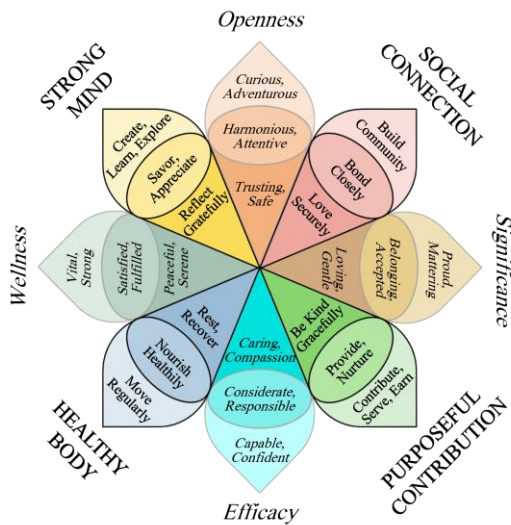 Openness
STRONG
MIND
SOCIAL
CONNECTION
Curious,
Adventurous
Harmonious,
Attentive
Trusting,
Safe
Create,
Learn, Explore
Savor,
Appreciate
Reflect
Gratefully
Build
Community
Bond
Closely
Love
Securely
Wellness
Vital,
Strong
Satisfied,
Fulfilled
Peaceful,
Serene
Loving,
Gentle
Belonging,
Accepted
Proud,
Mattering
Significance
Rest,
Recover
Nourish
Healthily
Move
Regularly
Caring,
Compassion
Considerate,
Responsible
Capable,
Confident
Be Kind
Gracefully
Provide,
Nurture
Contribute,
Serve, Earn
HEALTHY
BODY
PURPOSEFUL
CONTRIBUTION
Efficacy